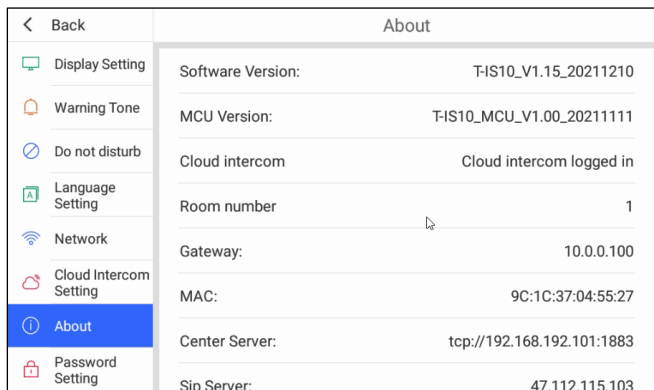 Back
About
Display Setting
Warning Tone
Do not disturb
Language
Setting
Network
Cloud Intercom
Setting
About
Password
Setting
Software Version: T-IS10_V1.15_20211210
MCU Version: T-IS10_MCU_V1.00_20211111
Cloud intercom Cloud intercom logged in
Room number 1
Gateway: 10.0.0.100
MAC: 9C:1C:37:04:55:27
Center Server: tcp://192.168.192.101:1883
Sip Server: 47.112.115.103